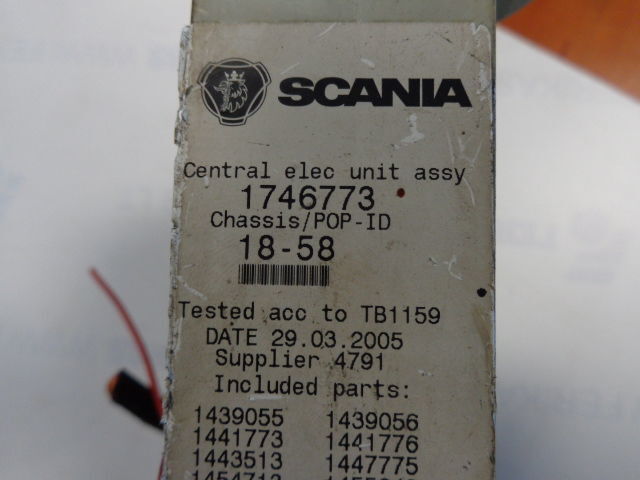 SCANIA
Central elec unit assy
1746773
Chassis/POP-ID
18-58
Tested acc to TB1159
DATE 29.03.2005
Supplier 4791
Included parts:
1439055 1439056
1441773 1441776
1443513 1447775